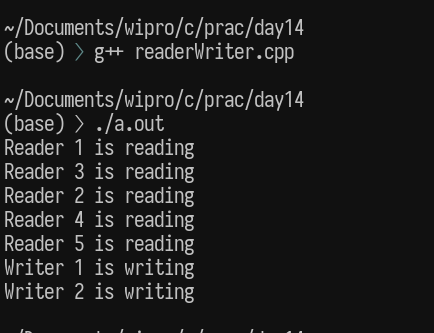 ~/Documents/wipro/c/prac/day14
(base) > g++ readerWriter.cpp
~/Documents/wipro/c/prac/day14
(base) > ./a.out
Reader 1 is reading
Reader 3 is reading
Reader 2 is reading
Reader 4 is reading
Reader 5 is reading
Writer 1 is writing
Writer 2 is writing